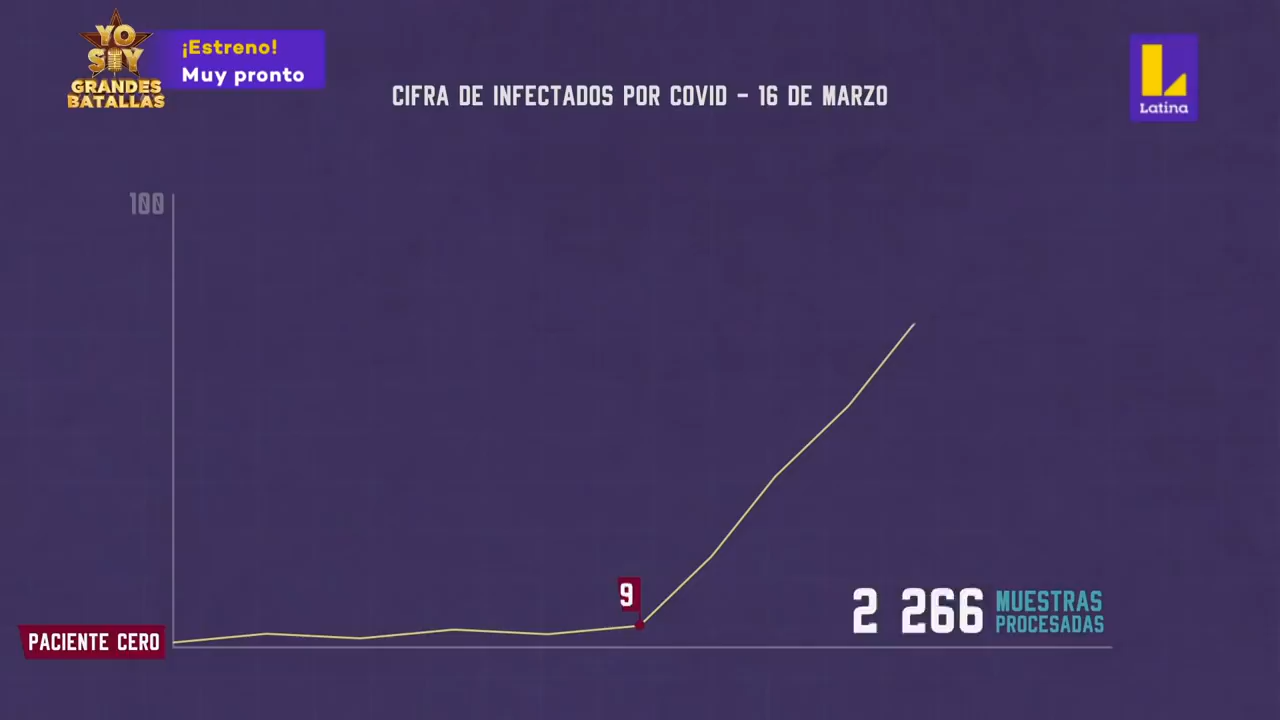 YO
SOY
GRANDES
BATALLAS
¡Estreno!
Muy pronto
CIFRA DE INFECTADOS POR COVID - 16 DE MARZO
Latina
100
9
2 266 MUESTRAS
PROCESADAS
PACIENTE CERO